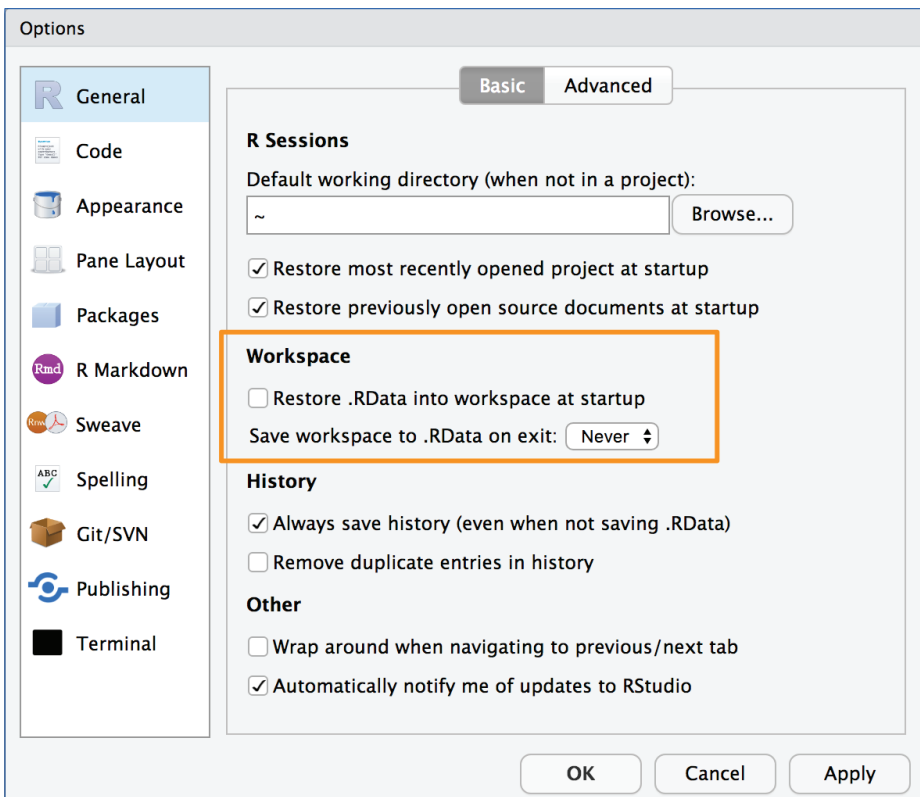 Options
General
Code
Appearance
Pane Layout
Packages
Rmd R Markdown
Sweave
ABC Spelling
Git/SVN
Publishing
Terminal
Basic Advanced
R Sessions
Default working directory (when not in a project):
~ Browse...
Restore most recently opened project at startup
Restore previously open source documents at startup
Workspace
Restore .RData into workspace at startup
Save workspace to .RData on exit: Never
History
Always save history (even when not saving .RData)
Remove duplicate entries in history
Other
Wrap around when navigating to previous/next tab
Automatically notify me of updates to RStudio
OK Cancel Apply